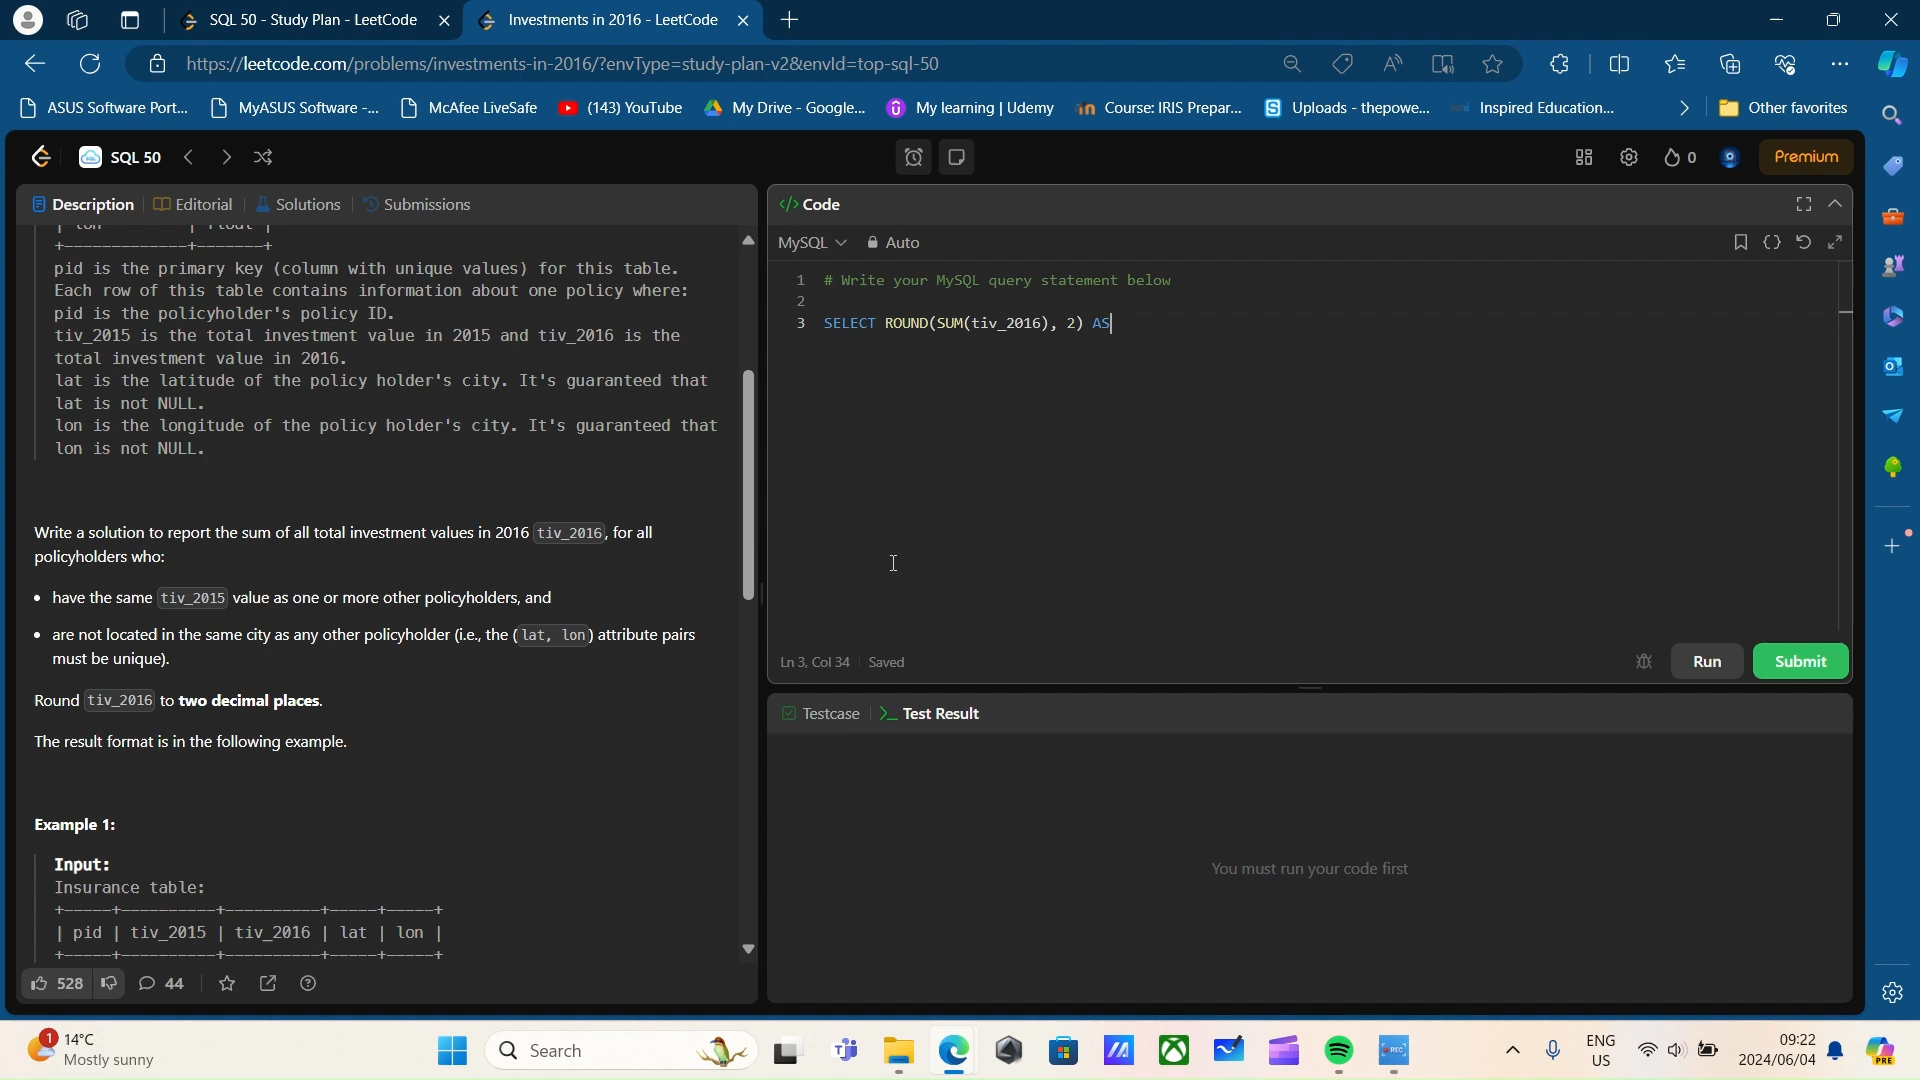 SQL 50 - Study Plan - LeetCode
Investments in 2016 - LeetCode
https://leetcode.com/problems/investments-in-2016/?envType=study-plan-v2&envId=top-sql-50
ASUS Software Port...
MyASUS Software -...
McAfee LiveSafe
(143) YouTube
My Drive - Google...
My learning | Udemy
Course: IRIS Prepar...
Uploads - thepowe...
Inspired Education...
Other favorites
SQL 50
0
Premium
Description
Editorial
Solutions
Submissions
+-------------+-------+
pid is the primary key (column with unique values) for this table.
Each row of this table contains information about one policy where:
pid is the policyholder's policy ID.
tiv_2015 is the total investment value in 2015 and tiv_2016 is the
total investment value in 2016.
lat is the latitude of the policy holder's city. It's guaranteed that
lat is not NULL.
lon is the longitude of the policy holder's city. It's guaranteed that
lon is not NULL.
Write a solution to report the sum of all total investment values in 2016 tiv_2016, for all
policyholders who:
• have the same tiv_2015 value as one or more other policyholders, and
• are not located in the same city as any other policyholder (i.e., the (lat, lon) attribute pairs
must be unique).
Round tiv_2016 to two decimal places.
The result format is in the following example.
Example 1:
Input:
Insurance table:
+-----+----------+----------+-----+-----+
| pid | tiv_2015 | tiv_2016 | lat | lon |
+-----+----------+----------+-----+-----+
528
44
</> Code
MySQL
Auto
1 # Write your MySQL query statement below
2
3 SELECT ROUND(SUM(tiv_2016), 2) AS
Ln 3, Col 34
Saved
Run
Submit
Testcase
Test Result
You must run your code first
1
14°C
Mostly sunny
Search
REC
ENG
US
09:22
2024/06/04
PRE